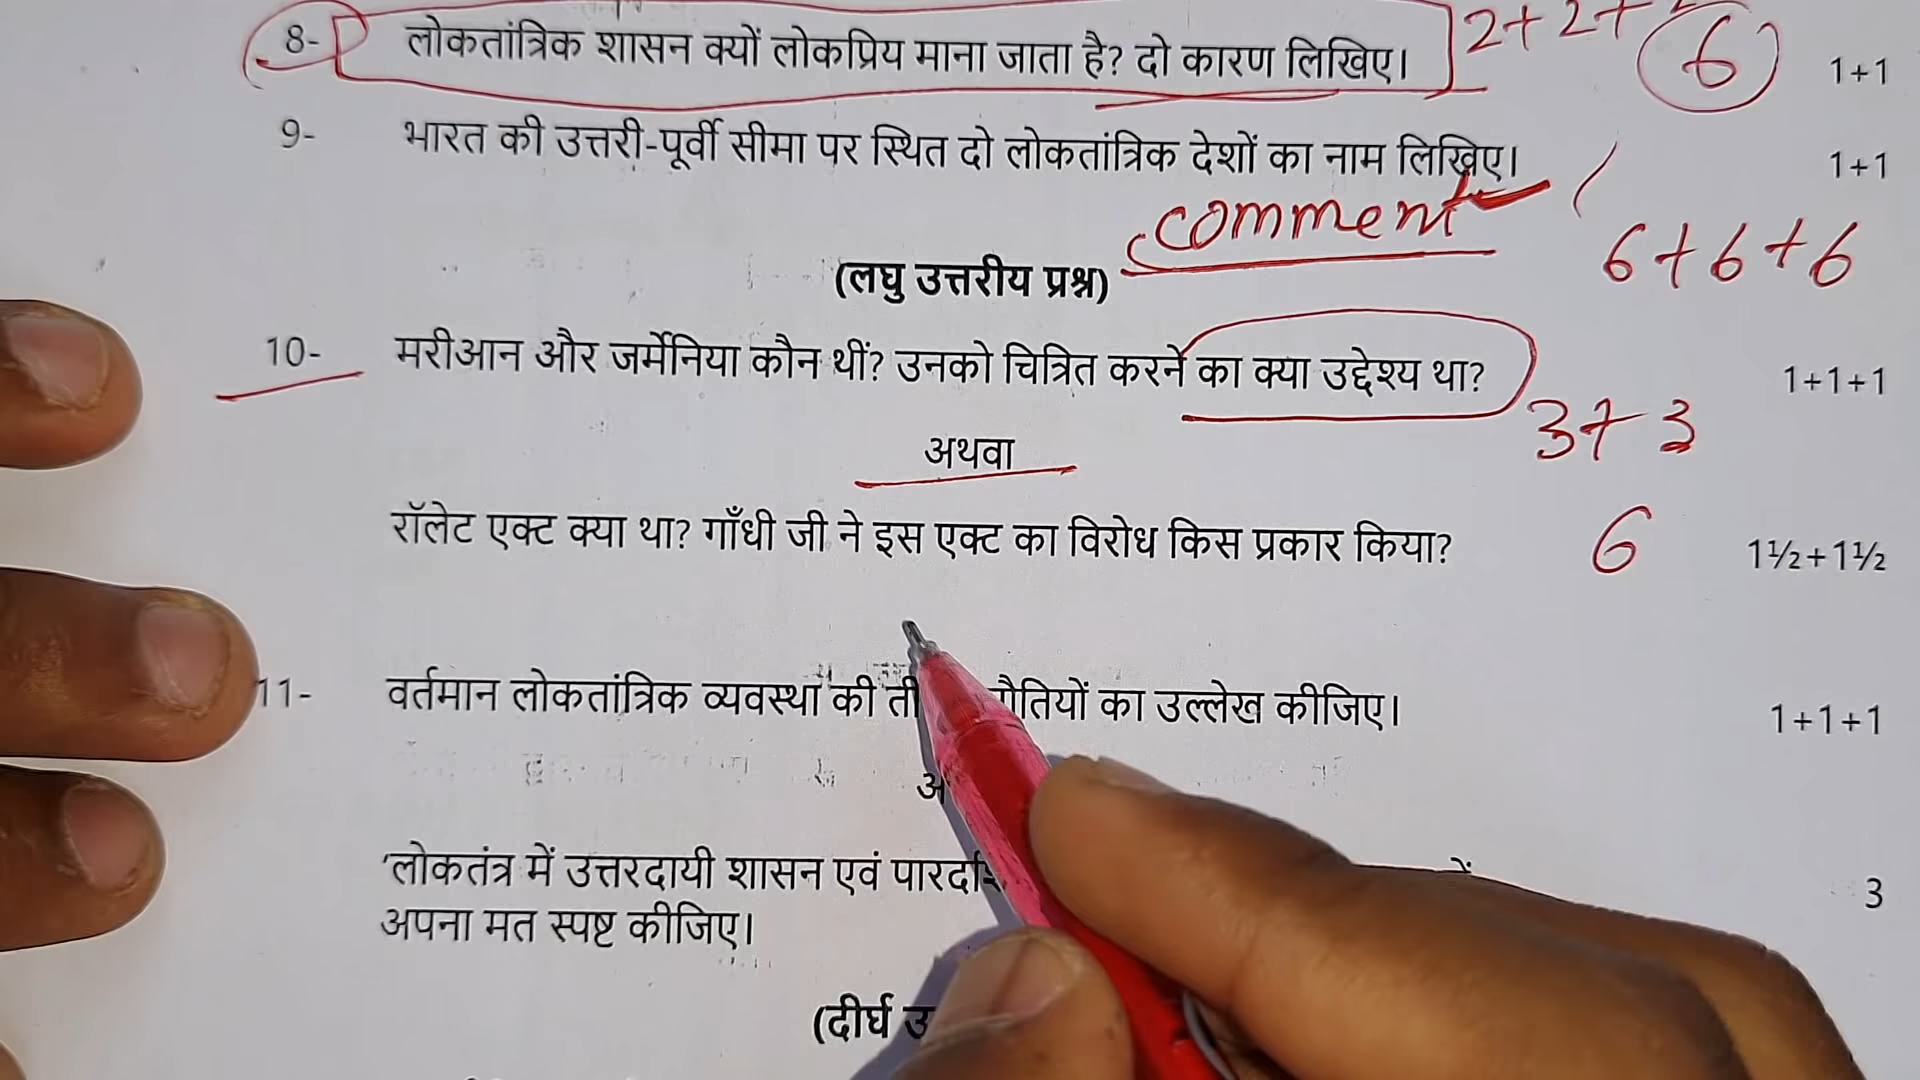 8- लोकतांत्रिक शासन क्यों लोकप्रिय माना जाता है? दो कारण लिखिए। 2+2+ 6 1+1
9- भारत की उत्तरी-पूर्वी सीमा पर स्थित दो लोकतांत्रिक देशों का नाम लिखिए। 1+1
comment 6+6+6
(लघु उत्तरीय प्रश्न)
10- मरीआन और जर्मेनिया कौन थीं? उनको चित्रित करने का क्या उद्देश्य था? 1+1+1
3+3
अथवा
रॉलेट एक्ट क्या था? गाँधी जी ने इस एक्ट का विरोध किस प्रकार किया? 6 1½+1½
11- वर्तमान लोकतांत्रिक व्यवस्था की का उल्लेख कीजिए। 1+1+1
'लोकतंत्र में उत्तरदायी शासन एवं 3
अपना मत स्पष्ट कीजिए।
(दीर्घ